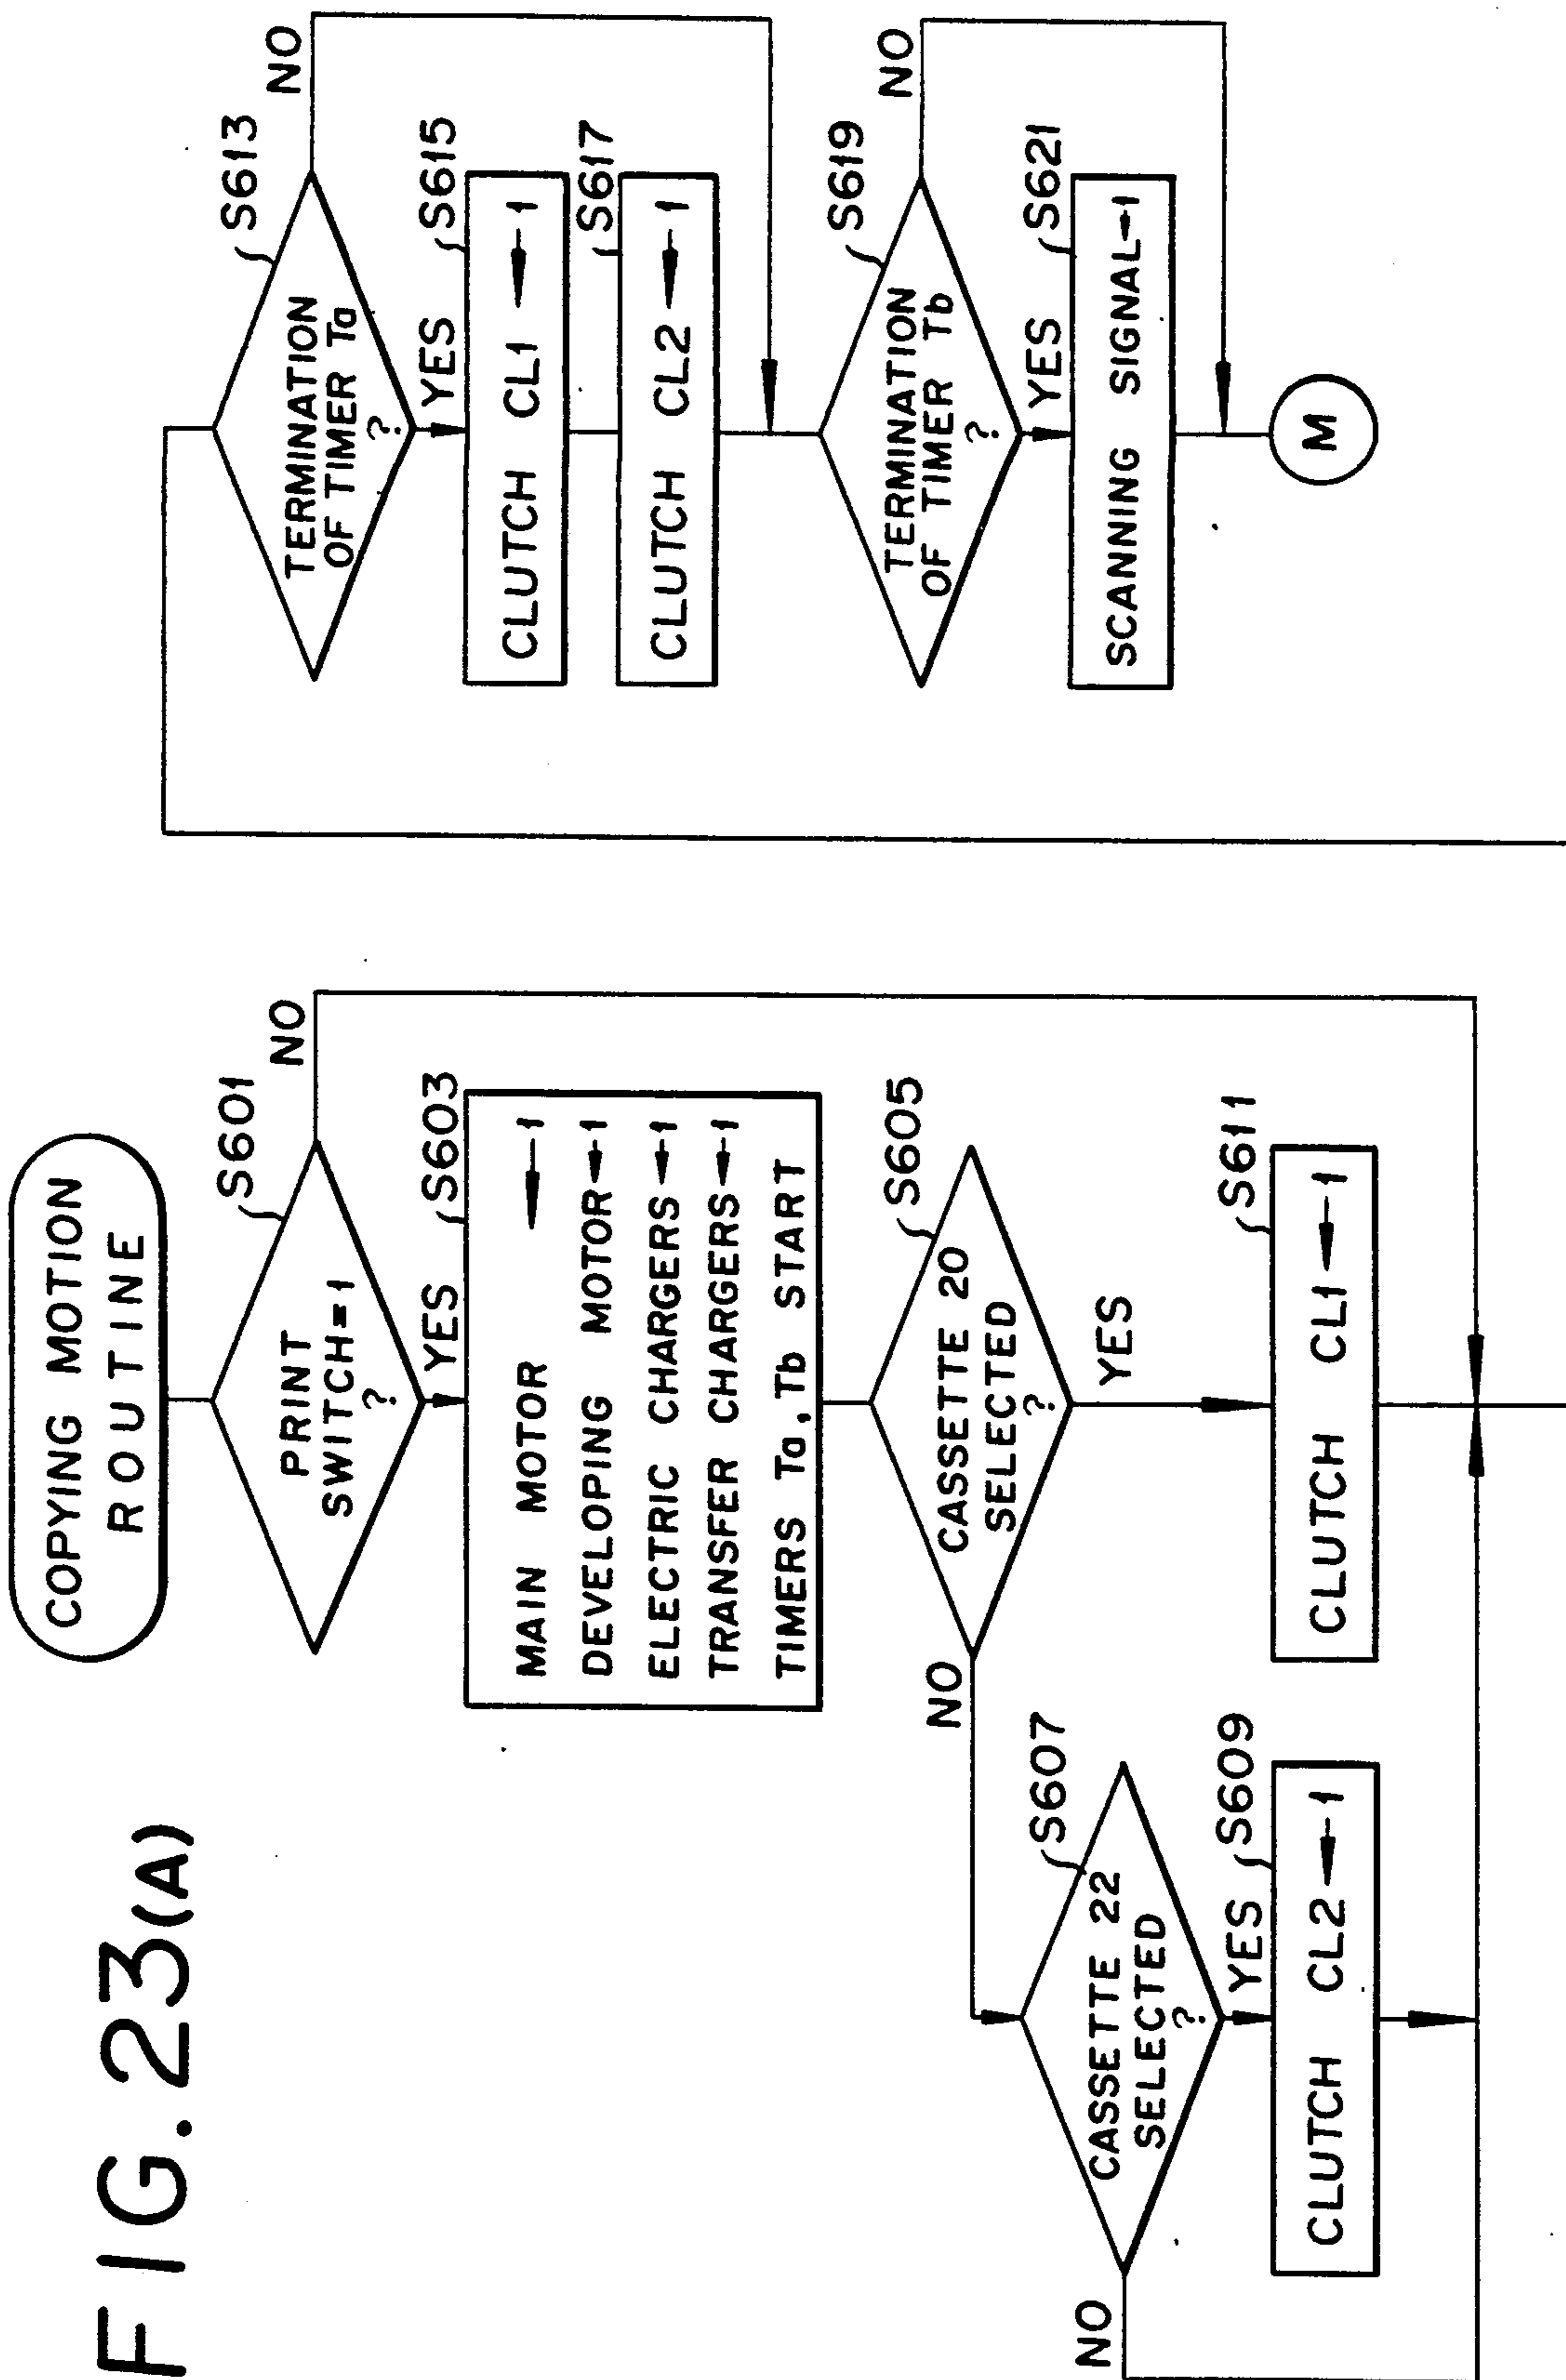 FIG. 23(A)
COPYING MOTION
ROUTINE
S601
PRINT
SWITCH=1
?
NO
YES
S603
MAIN MOTOR ← 1
DEVELOPING MOTOR ← 1
ELECTRIC CHARGERS ← 1
TRANSFER CHARGERS ← 1
TIMERS Ta, Tb START
S605
CASSETTE 20
SELECTED
?
NO
YES
S607
CASSETTE 22
SELECTED
?
NO
YES
S609
CLUTCH CL2 ← 1
S611
CLUTCH CL1 ← 1
S613
TERMINATION
OF TIMER Ta
?
NO
YES
S615
CLUTCH CL1 ← 1
S617
CLUTCH CL2 ← 1
S619
TERMINATION
OF TIMER Tb
?
NO
YES
S621
SCANNING SIGNAL ← 1
M